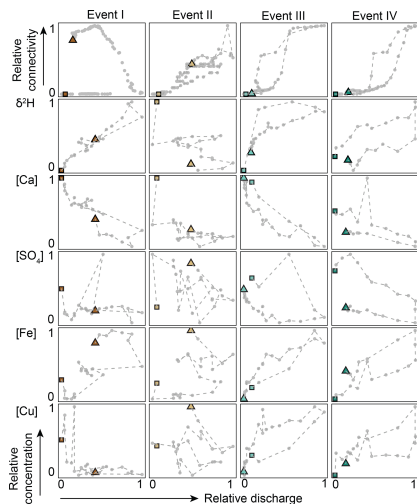 Event I Event II Event III Event IV
Relative connectivity 1 0
δ²H 1 0
[Ca] 1 0
[SO₄] 1 0
[Fe] 1 0
[Cu] 1 0
0 1 0 1 0 1 0 1
Relative concentration
Relative discharge